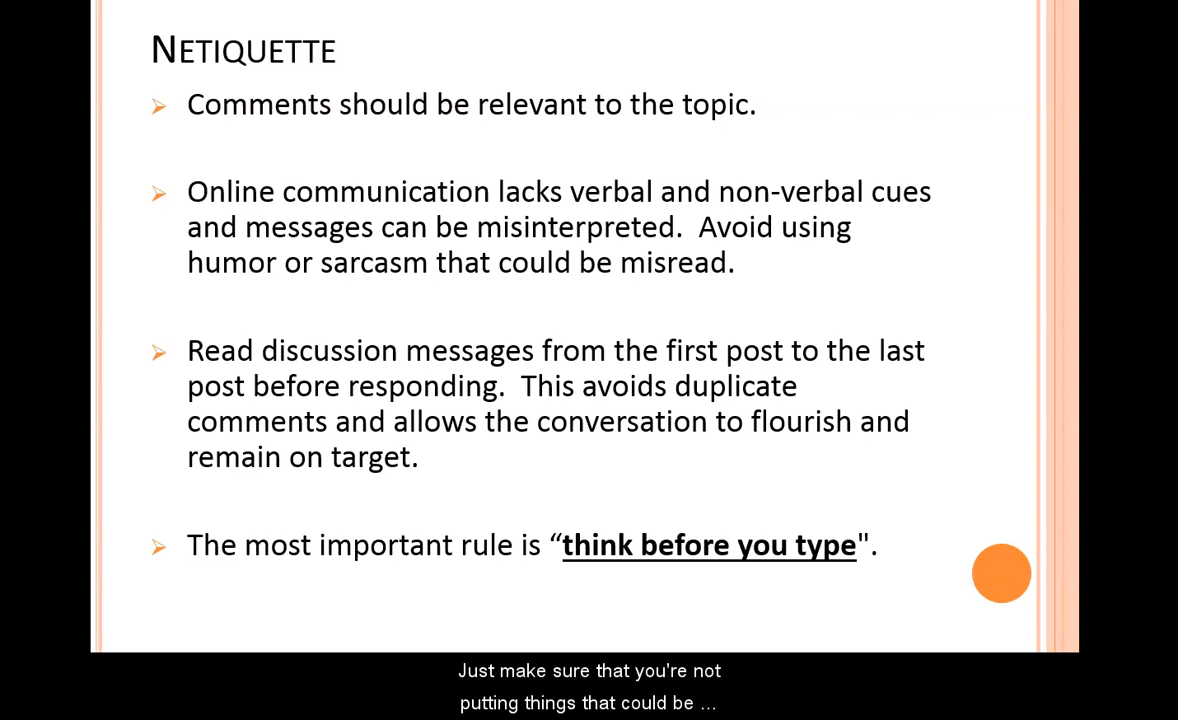 NETIQUETTE
Comments should be relevant to the topic.
Online communication lacks verbal and non-verbal cues
and messages can be misinterpreted.  Avoid using
humor or sarcasm that could be misread.
Read discussion messages from the first post to the last
post before responding.  This avoids duplicate
comments and allows the conversation to flourish and
remain on target.
The most important rule is “think before you type".
Just make sure that you're not
putting things that could be ...